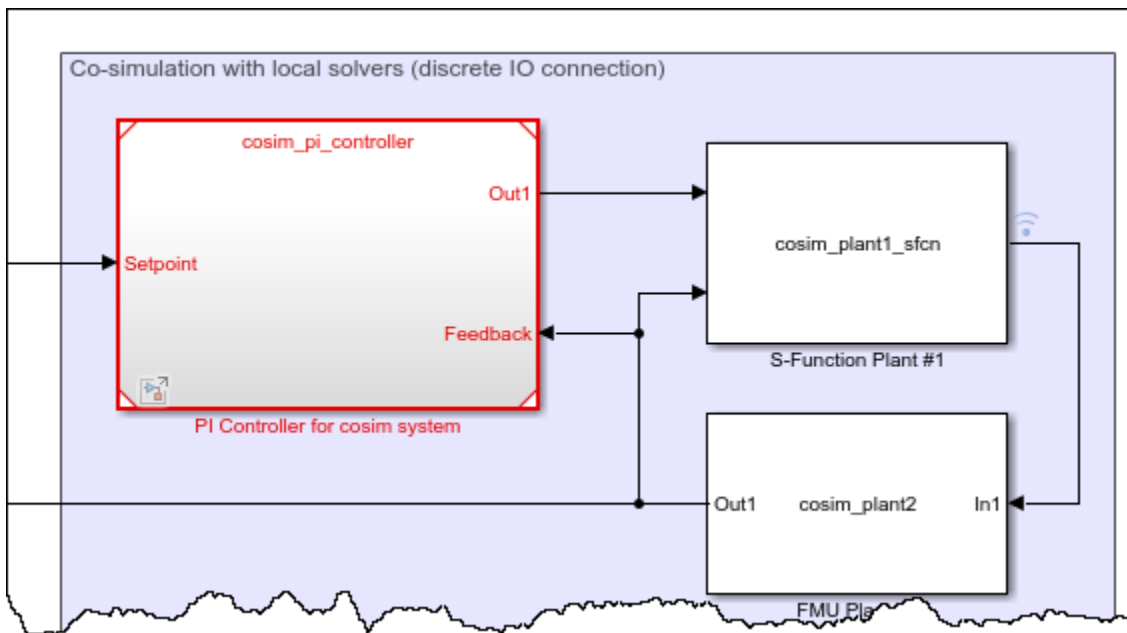 Co-simulation with local solvers (discrete IO connection)
cosim_pi_controller
Out1
Setpoint
Feedback
PI Controller for cosim system
cosim_plant1_sfcn
S-Function Plant #1
Out1
cosim_plant2
In1
FMU